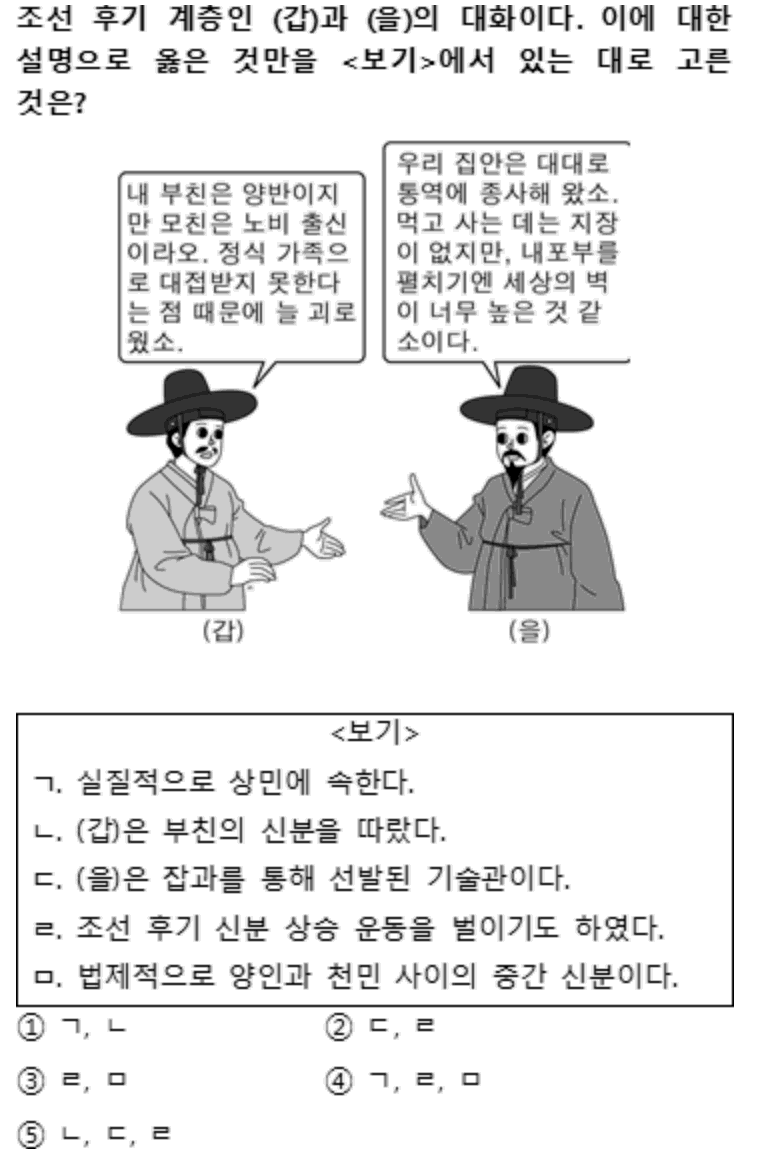 조선 후기 계층인 (갑)과 (을)의 대화이다. 이에 대한
설명으로 옳은 것만을 <보기>에서 있는 대로 고른
것은?
내 부친은 양반이지
만 모친은 노비 출신
이라오. 정식 가족으
로 대접받지 못한다
는 점 때문에 늘 괴로
웠소.
우리 집안은 대대로
통역에 종사해 왔소.
먹고 사는 데는 지장
이 없지만, 내포부를
펼치기엔 세상의 벽
이 너무 높은 것 같
소이다.
(갑)
(을)
<보기>
ㄱ. 실질적으로 상민에 속한다.
ㄴ. (갑)은 부친의 신분을 따랐다.
ㄷ. (을)은 잡과를 통해 선발된 기술관이다.
ㄹ. 조선 후기 신분 상승 운동을 벌이기도 하였다.
ㅁ. 법제적으로 양인과 천민 사이의 중간 신분이다.
① ㄱ, ㄴ
② ㄷ, ㄹ
③ ㄹ, ㅁ
④ ㄱ, ㄹ, ㅁ
⑤ ㄴ, ㄷ, ㄹ